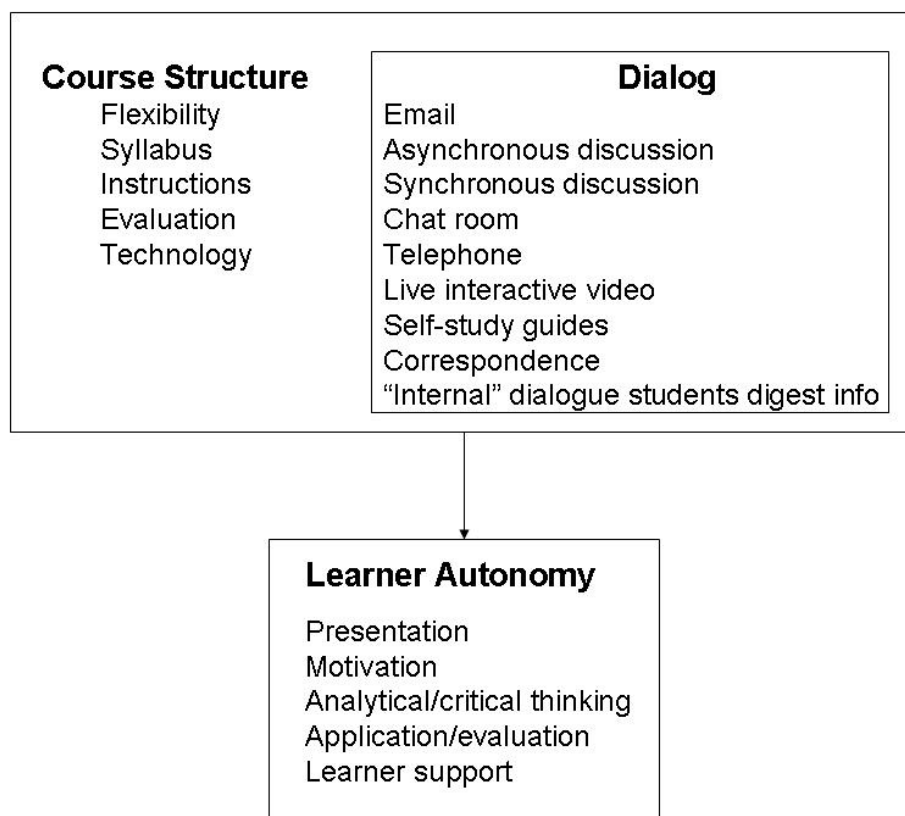 Course Structure
Flexibility
Syllabus
Instructions
Evaluation
Technology
Dialog
Email
Asynchronous discussion
Synchronous discussion
Chat room
Telephone
Live interactive video
Self-study guides
Correspondence
“Internal” dialogue students digest info
Learner Autonomy
Presentation
Motivation
Analytical/critical thinking
Application/evaluation
Learner support